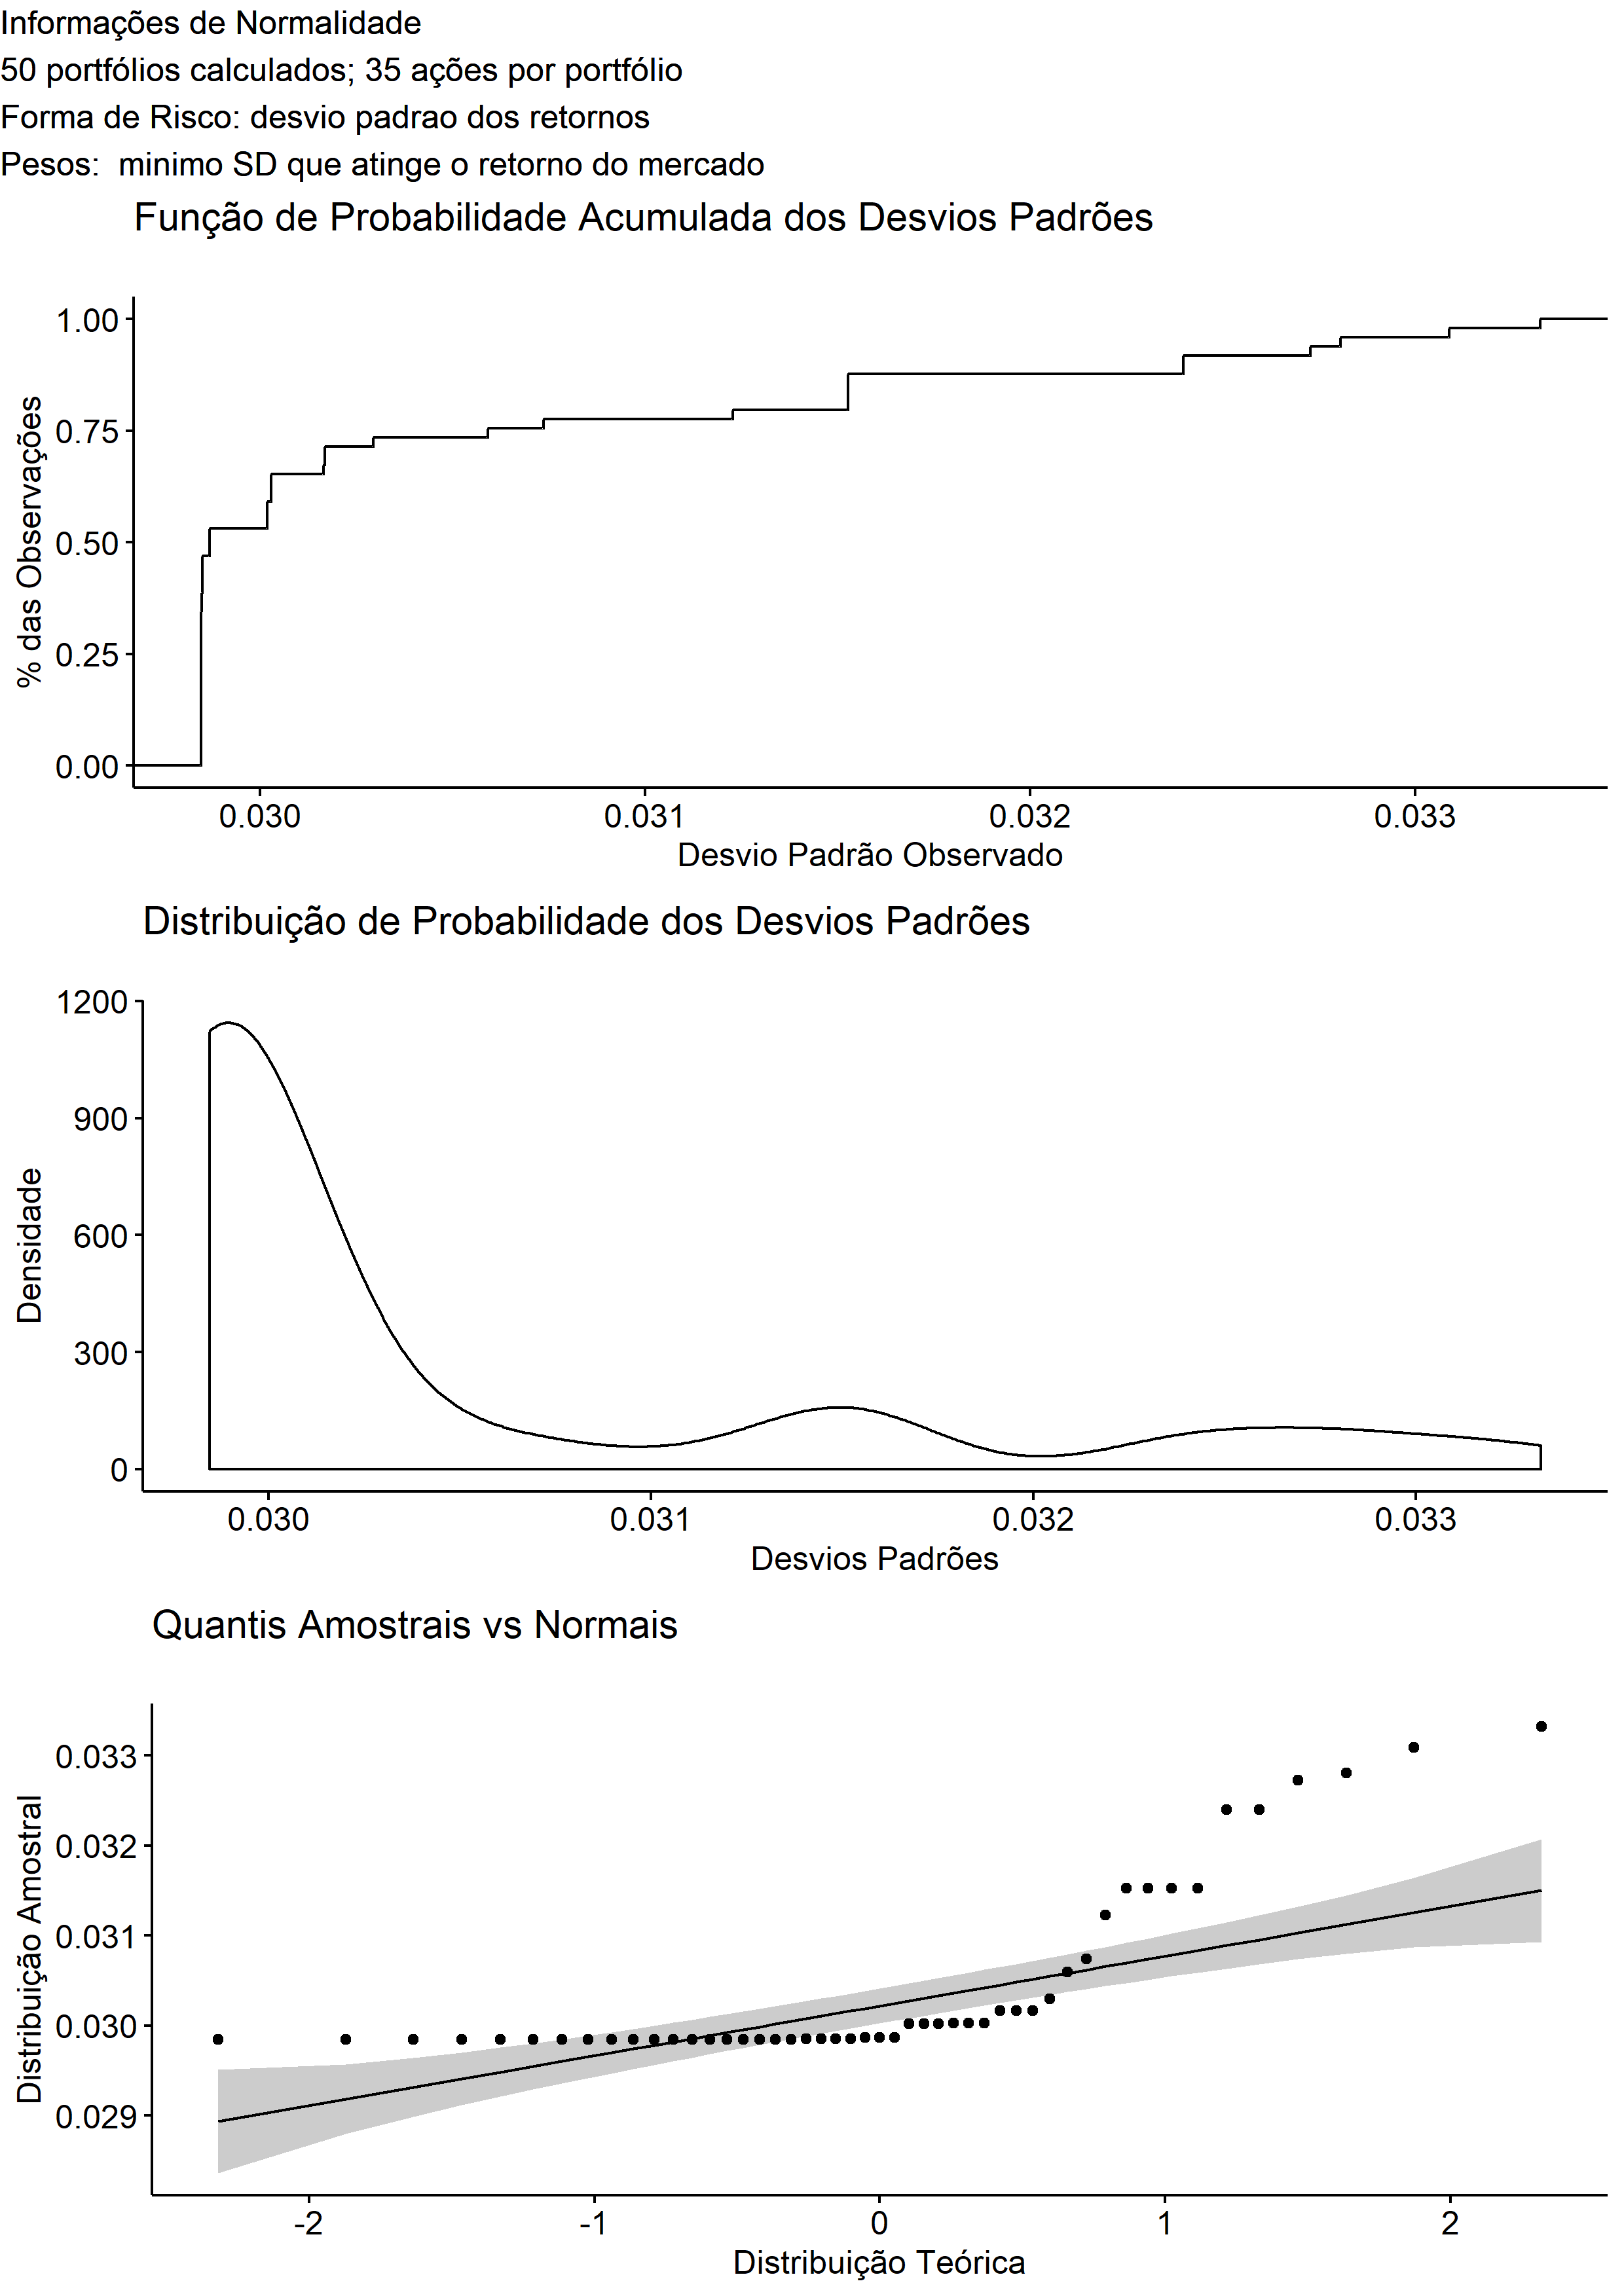 Informações de Normalidade
50 portfólios calculados; 35 ações por portfólio
Forma de Risco: desvio padrao dos retornos
Pesos:  minimo SD que atinge o retorno do mercado
Função de Probabilidade Acumulada dos Desvios Padrões
% das Observações
1.00
0.75
0.50
0.25
0.00
0.030 0.031 0.032 0.033
Desvio Padrão Observado
Distribuição de Probabilidade dos Desvios Padrões
Densidade
1200
900
600
300
0
0.030 0.031 0.032 0.033
Desvios Padrões
Quantis Amostrais vs Normais
Distribuição Amostral
0.033
0.032
0.031
0.030
0.029
-2 -1 0 1 2
Distribuição Teórica